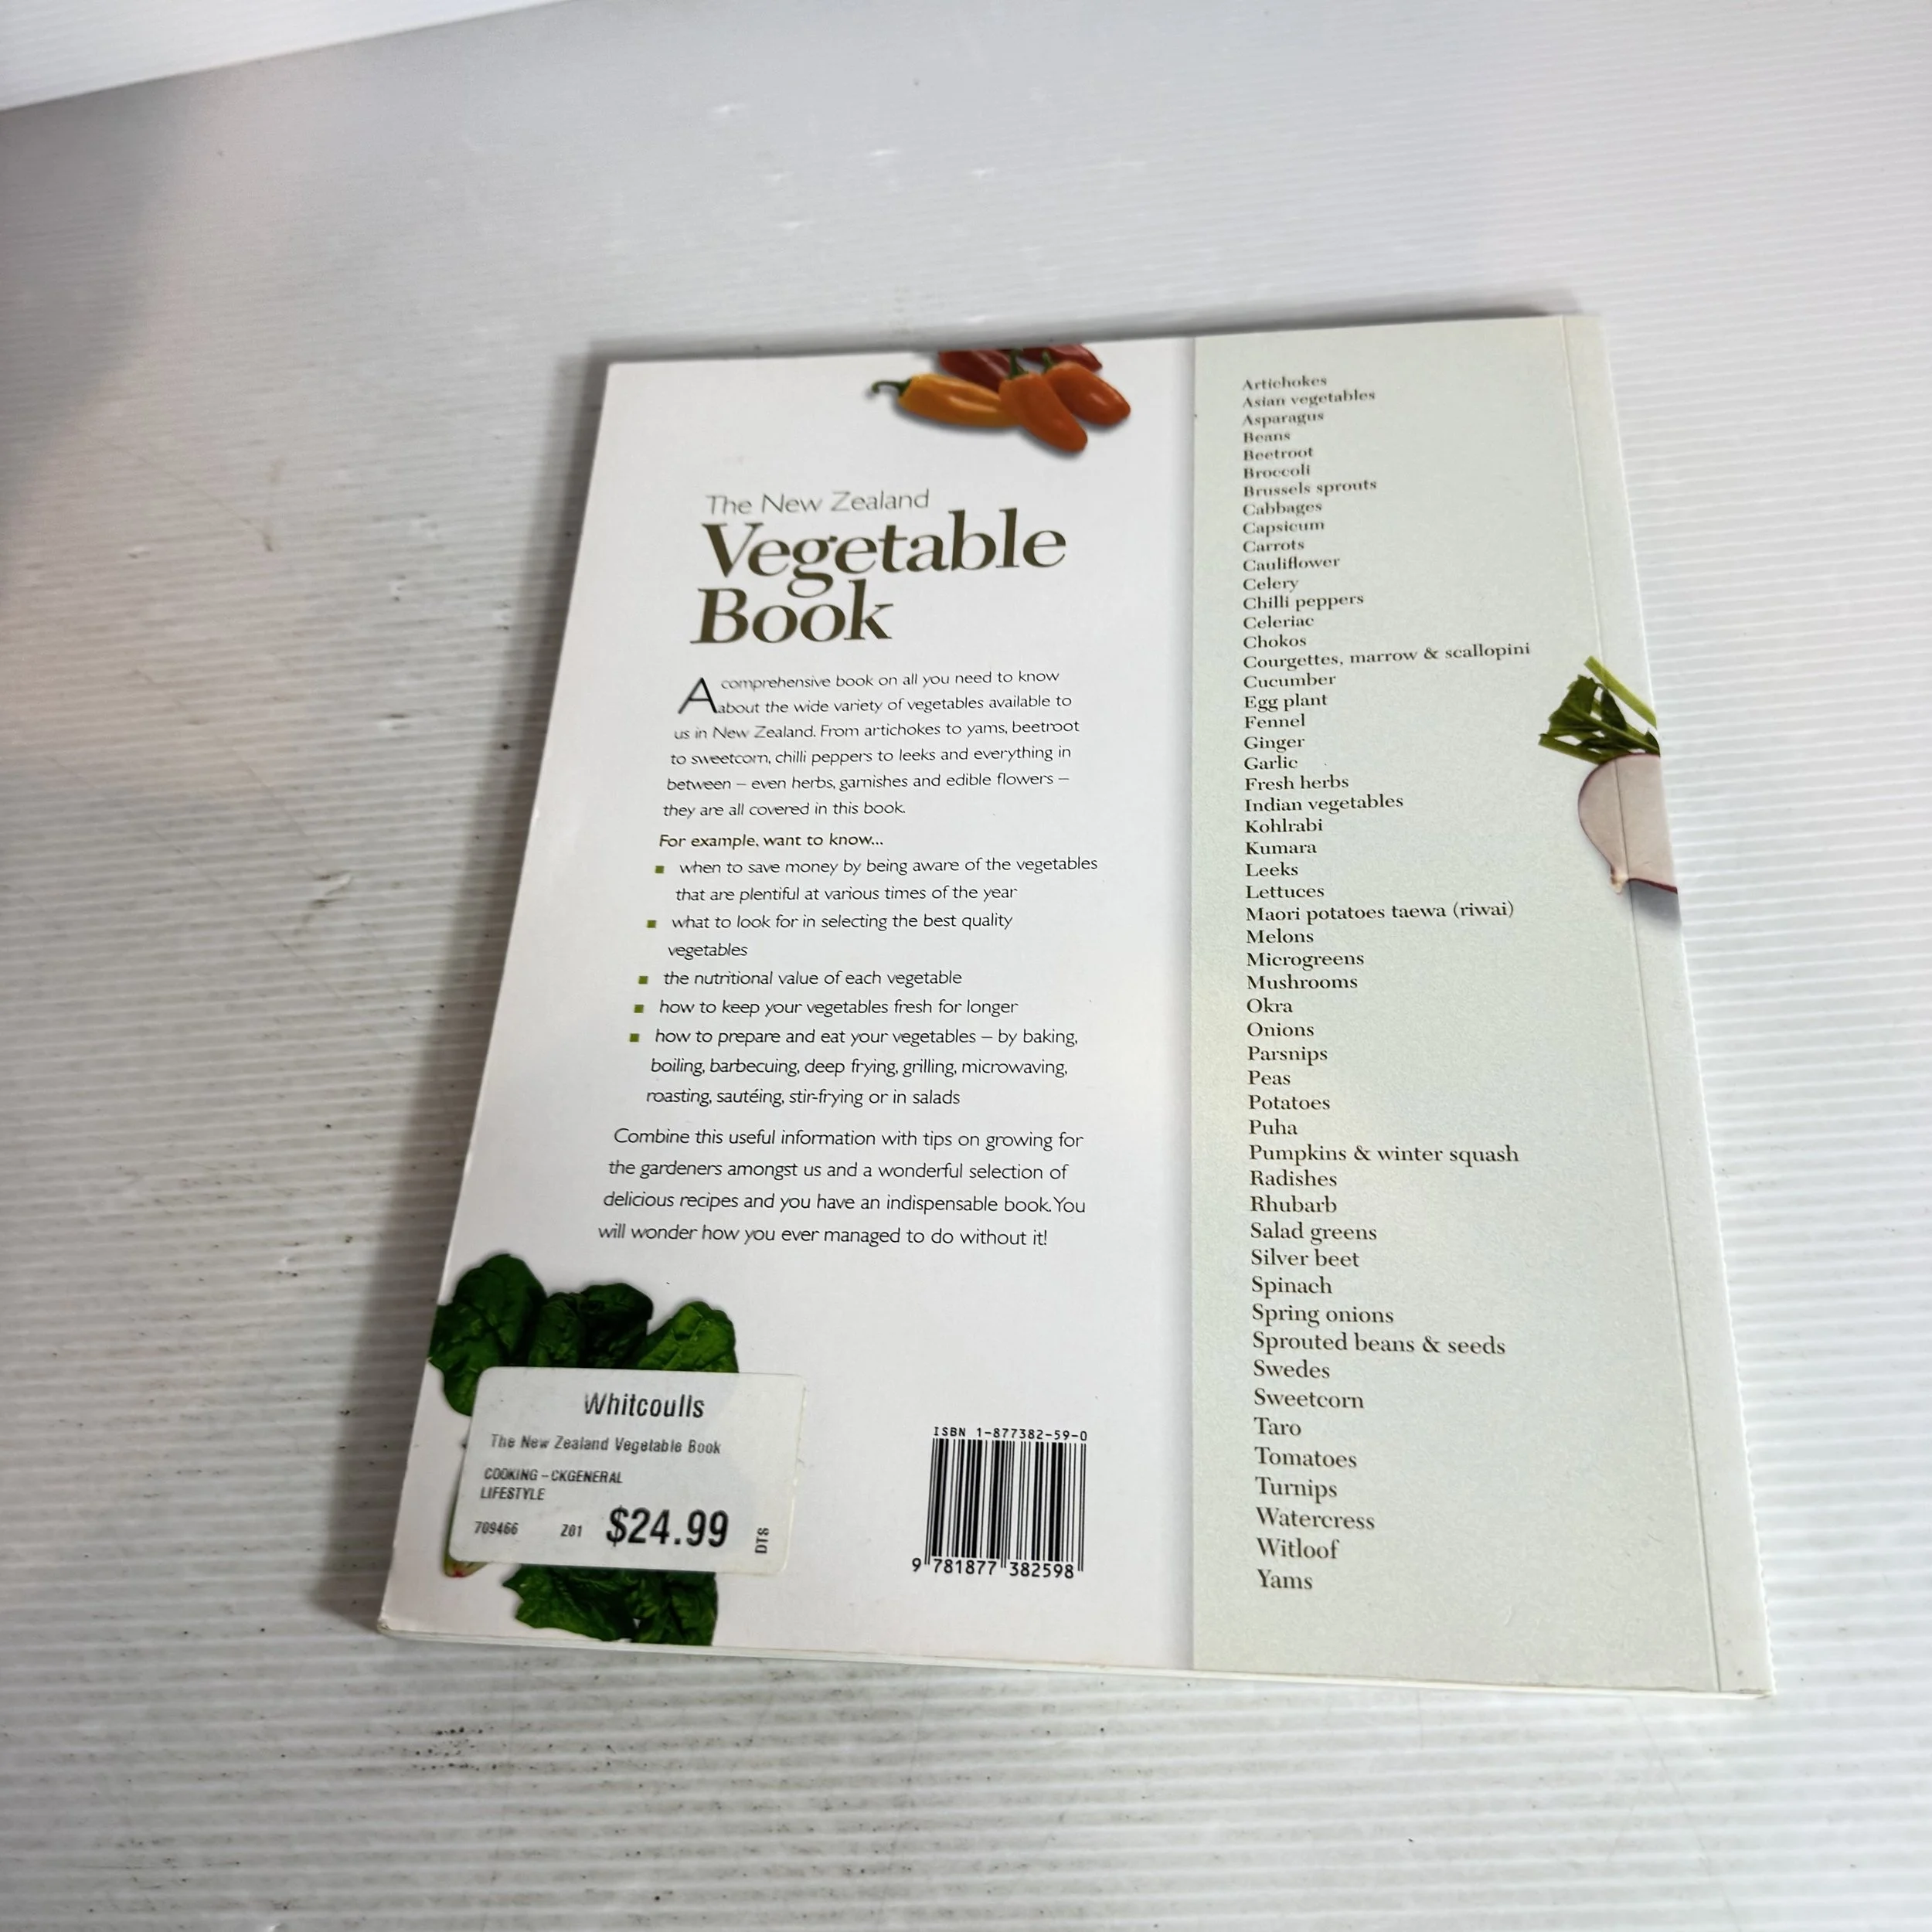 The New Zealand
Vegetable
Book
A comprehensive book on all you need to know
about the wide variety of vegetables available to
us in New Zealand. From artichokes to yams, beetroot
to sweetcorn, chilli peppers to leeks and everything in
between – even herbs, garnishes and edible flowers –
they are all covered in this book.
For example, want to know...
▪ when to save money by being aware of the vegetables
that are plentiful at various times of the year
▪ what to look for in selecting the best quality
vegetables
▪ the nutritional value of each vegetable
▪ how to keep your vegetables fresh for longer
▪ how to prepare and eat your vegetables – by baking,
boiling, barbecuing, deep frying, grilling, microwaving,
roasting, sautéing, stir-frying or in salads
Combine this useful information with tips on growing for
the gardeners amongst us and a wonderful selection of
delicious recipes and you have an indispensable book. You
will wonder how you ever managed to do without it!
Whitcoulls
The New Zealand Vegetable Book
COOKING – CKGENERAL
LIFESTYLE
709466 Z01 $24.99 DTS
ISBN 1-877382-59-0
9 781877 382598
Artichokes
Asian vegetables
Asparagus
Beans
Beetroot
Broccoli
Brussels sprouts
Cabbages
Capsicum
Carrots
Cauliflower
Celery
Chilli peppers
Celeriac
Chokos
Courgettes, marrow & scallopini
Cucumber
Egg plant
Fennel
Ginger
Garlic
Fresh herbs
Indian vegetables
Kohlrabi
Kumara
Leeks
Lettuces
Maori potatoes taewa (riwai)
Melons
Microgreens
Mushrooms
Okra
Onions
Parsnips
Peas
Potatoes
Puha
Pumpkins & winter squash
Radishes
Rhubarb
Salad greens
Silver beet
Spinach
Spring onions
Sprouted beans & seeds
Swedes
Sweetcorn
Taro
Tomatoes
Turnips
Watercress
Witloof
Yams